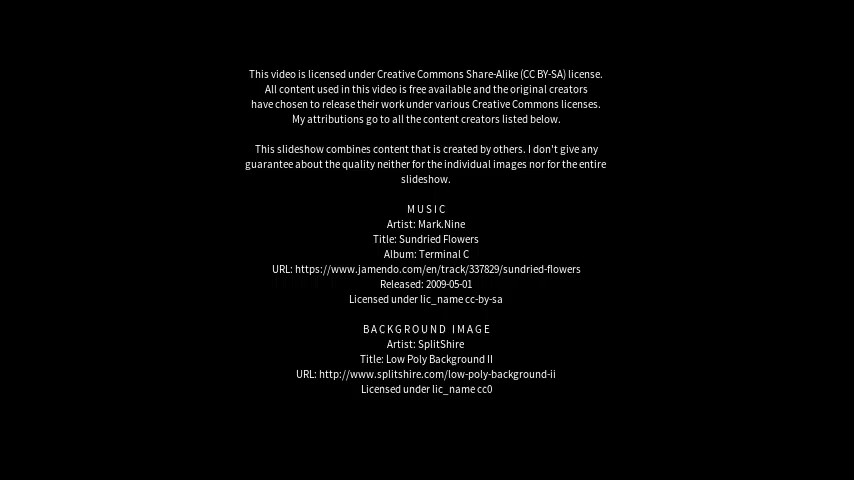 This video is licensed under Creative Commons Share-Alike (CC BY-SA) license.
All content used in this video is free available and the original creators
have chosen to release their work under various Creative Commons licenses.
My attributions go to all the content creators listed below.
This slideshow combines content that is created by others. I don't give any
guarantee about the quality neither for the individual images nor for the entire
slideshow.
MUSIC
Artist: Mark.Nine
Title: Sundried Flowers
Album: Terminal C
URL: https://www.jamendo.com/en/track/337829/sundried-flowers
Released: 2009-05-01
Licensed under lic_name cc-by-sa
BACKGROUND IMAGE
Artist: SplitShire
Title: Low Poly Background II
URL: http://www.splitshire.com/low-poly-background-ii
Licensed under lic_name cc0